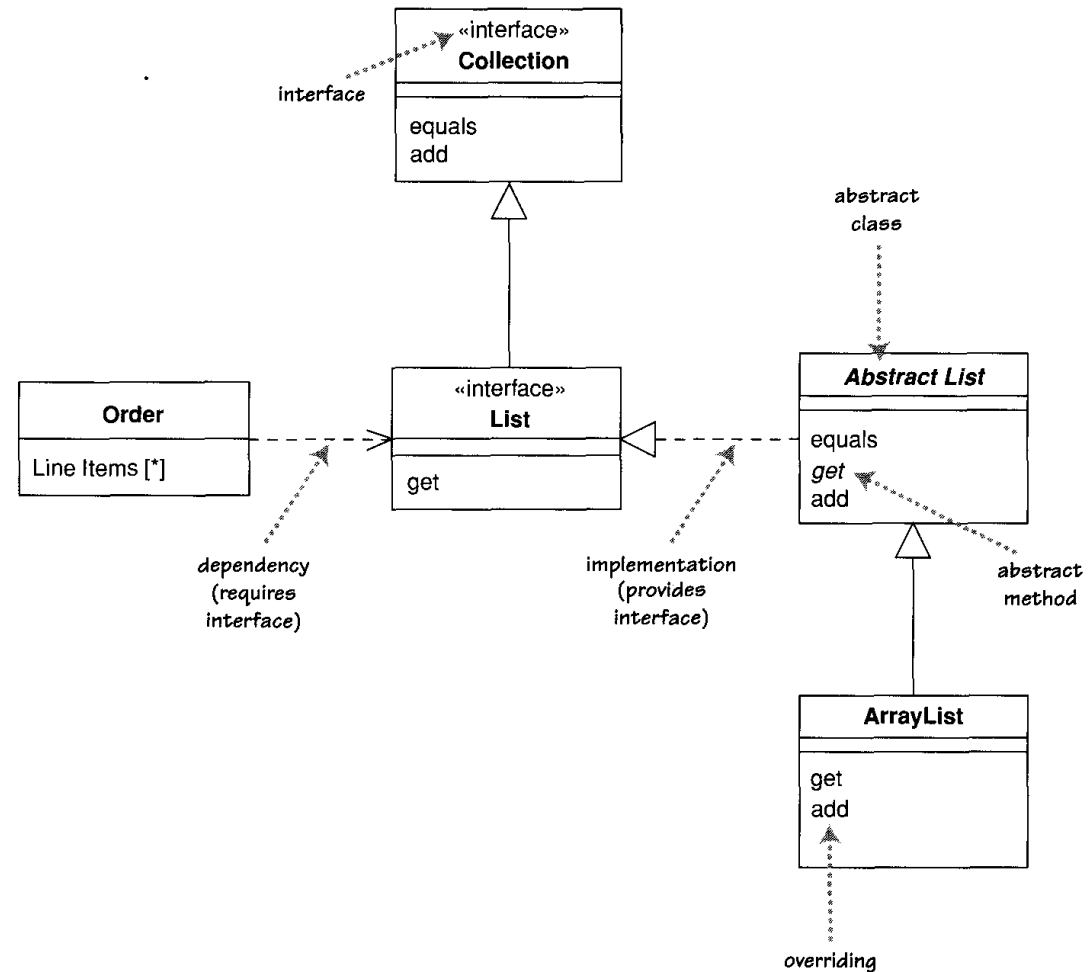 «interface»
Collection
interface
equals
add
abstract
class
Order
Line Items [*]
«interface»
List
get
Abstract List
equals
get
add
dependency
(requires
interface)
implementation
(provides
interface)
abstract
method
ArrayList
get
add
overriding